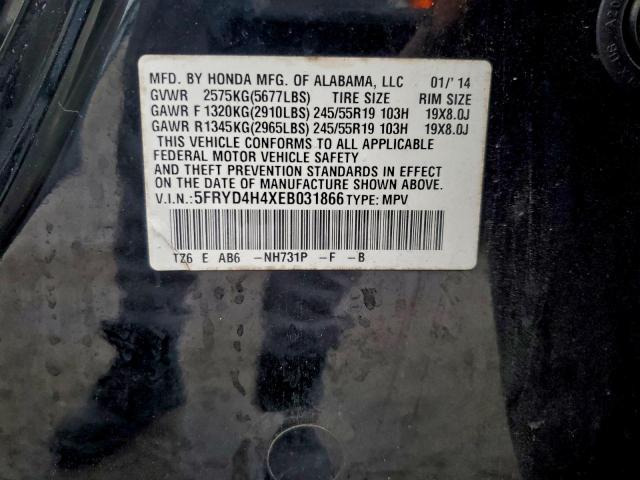 MFD. BY HONDA MFG. OF ALABAMA, LLC 01/'14
GVWR 2575KG(5677LBS) TIRE SIZE RIM SIZE
GAWR F 1320KG(2910LBS) 245/55R19 103H 19X8.0J
GAWR R1345KG(2965LBS) 245/55R19 103H 19X8.0J
THIS VEHICLE CONFORMS TO ALL APPLICABLE
FEDERAL MOTOR VEHICLE SAFETY
AND THEFT PREVENTION STANDARDS IN EFFECT
ON THE DATE OF MANUFACTURE SHOWN ABOVE.
V.I.N.: 5FRYD4H4XEB031866 TYPE: MPV
TZ6 E AB6 -NH731P -F -B